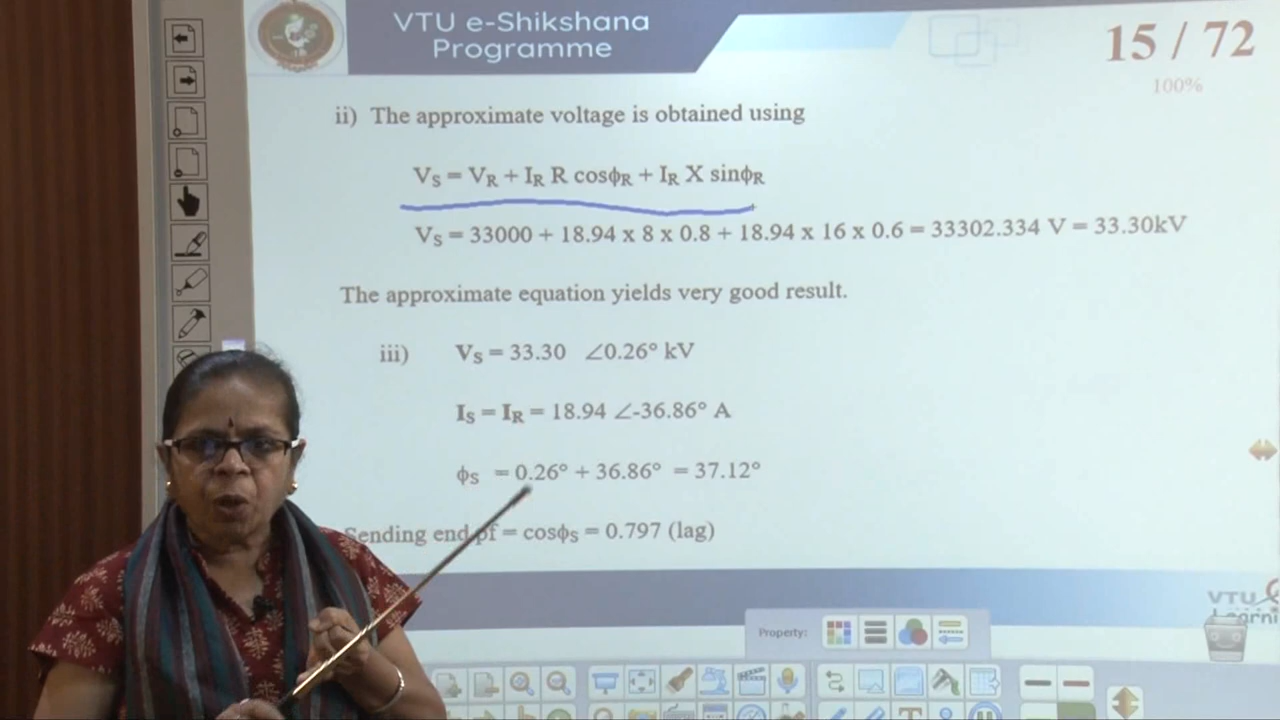 VTU e-Shikshana
Programme
15 / 72
100%
ii) The approximate voltage is obtained using
VS = VR + IR R cosϕR + IR X sinϕR
VS = 33000 + 18.94 x 8 x 0.8 + 18.94 x 16 x 0.6 = 33302.334 V = 33.30kV
The approximate equation yields very good result.
iii) VS = 33.30 ∠0.26° kV
IS = IR = 18.94 ∠-36.86° A
ϕS = 0.26° + 36.86° = 37.12°
Sending end pf = cosϕS = 0.797 (lag)
VTU
Property: